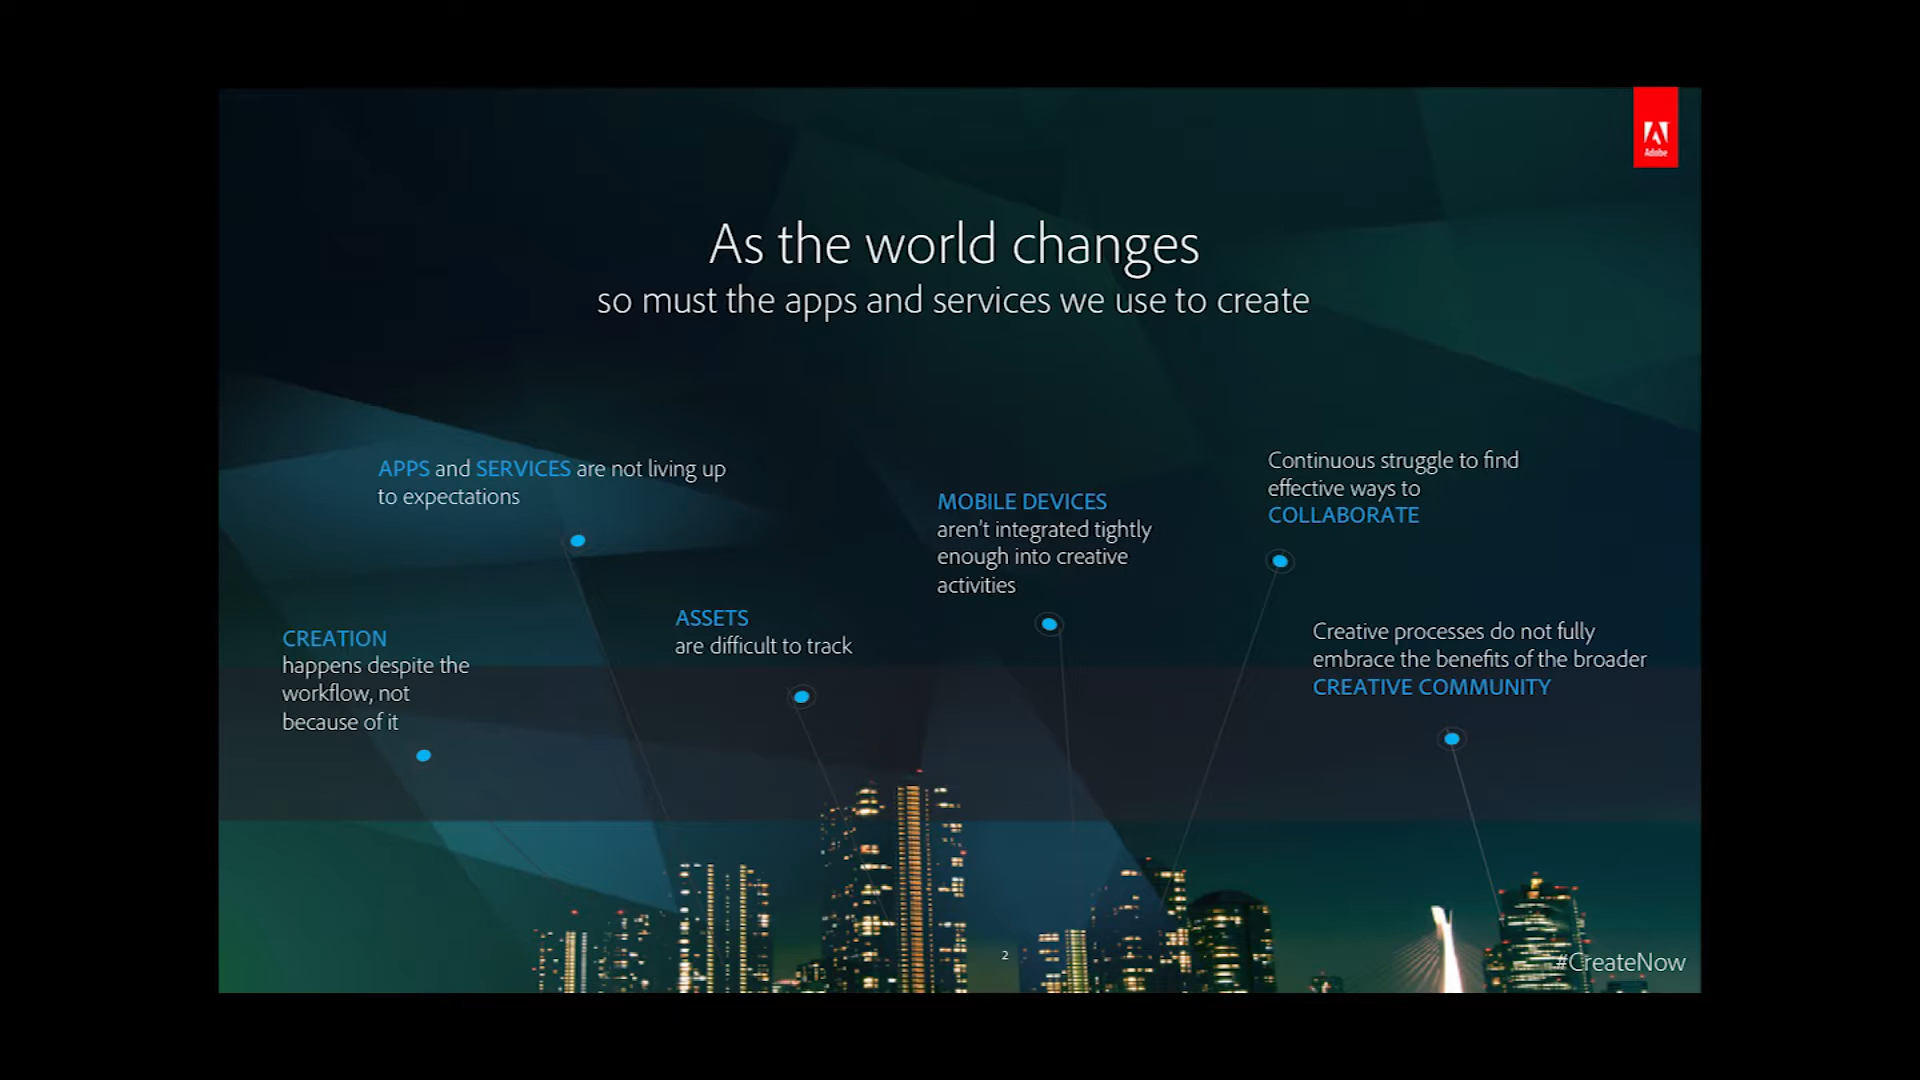 Adobe
As the world changes
so must the apps and services we use to create
APPS and SERVICES are not living up
to expectations
Continuous struggle to find
effective ways to
COLLABORATE
MOBILE DEVICES
aren't integrated tightly
enough into creative
activities
ASSETS
are difficult to track
CREATION
happens despite the
workflow, not
because of it
Creative processes do not fully
embrace the benefits of the broader
CREATIVE COMMUNITY
2
#CreateNow